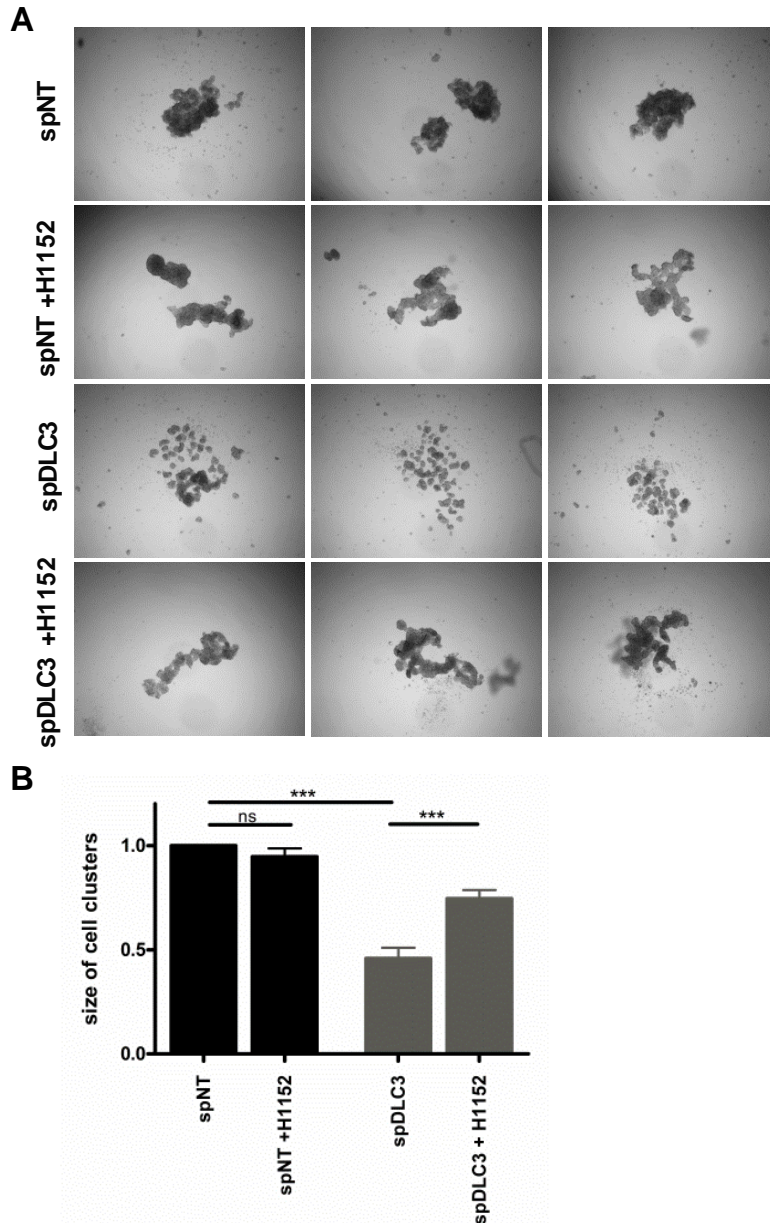 A
spNT
spNT +H1152
spDLC3
spDLC3 +H1152
B
***
ns
***
size of cell clusters
1.0
0.5
0.0
spNT
spNT +H1152
spDLC3
spDLC3 + H1152